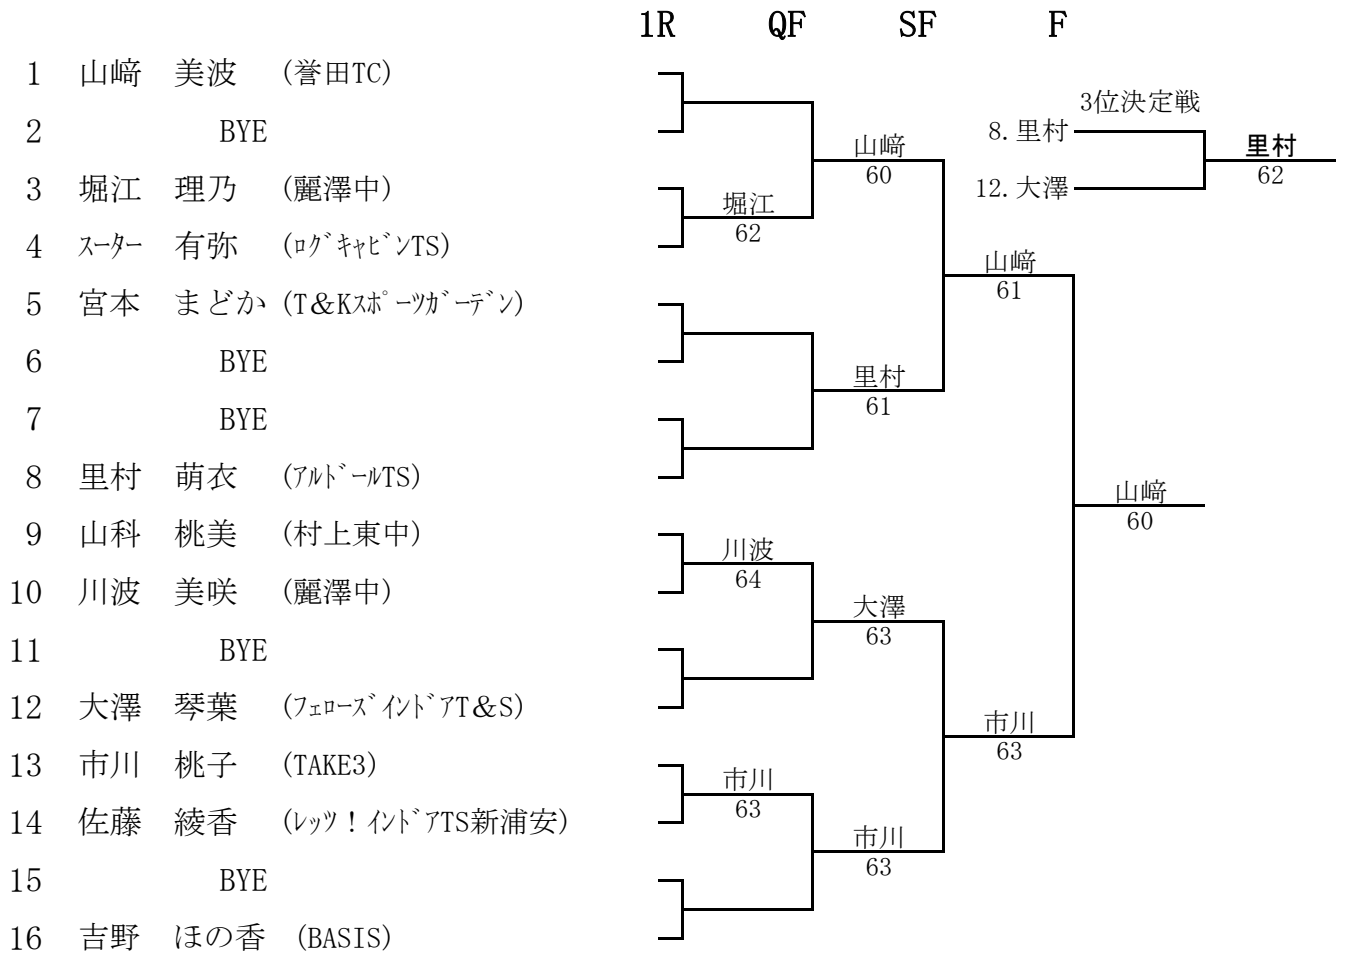 1R QF SF F
1 山﨑 美波 (誉田TC)
3位決定戦
2 BYE
8. 里村
山﨑
60
里村
62
3 堀江 理乃 (麗澤中)
12. 大澤
堀江
62
4 スーター 有弥 (ログキャビンTS)
山﨑
61
5 宮本 まどか (T&Kスポーツガーデン)
6 BYE
里村
61
7 BYE
8 里村 萌衣 (アルドールTS)
山﨑
60
9 山科 桃美 (村上東中)
川波
64
10 川波 美咲 (麗澤中)
大澤
63
11 BYE
12 大澤 琴葉 (フェローズインドアT&S)
市川
63
13 市川 桃子 (TAKE3)
市川
63
14 佐藤 綾香 (レッツ!インドアTS新浦安)
市川
63
15 BYE
16 吉野 ほの香 (BASIS)